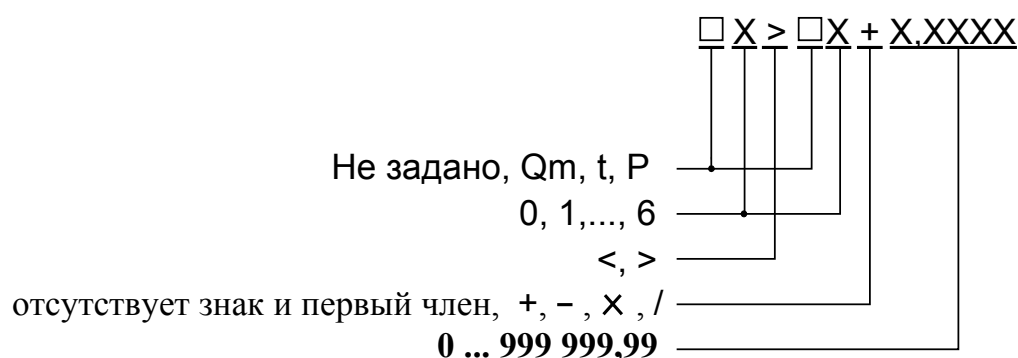 □ X > □X + X,XXXX
Не задано, Qm, t, P
0, 1,..., 6
<, >
отсутствует знак и первый член, +, − , × , /
0 ... 999 999,99